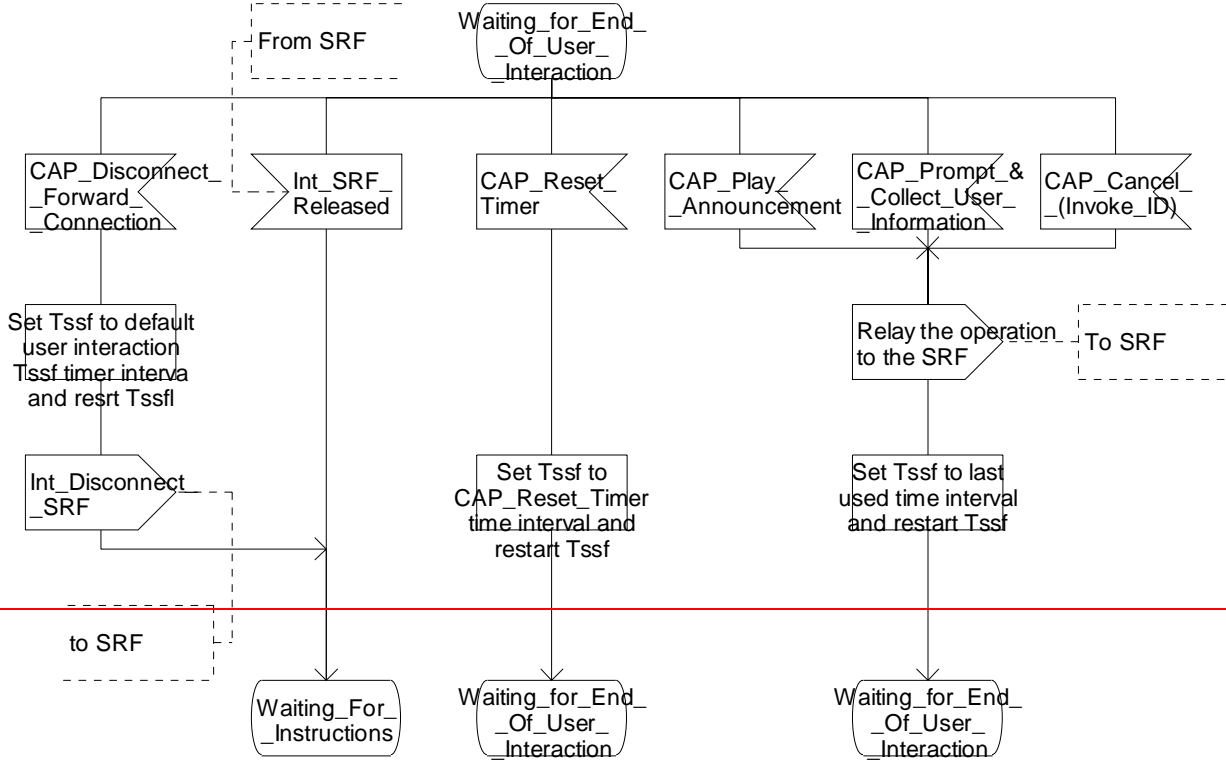 From SRF
Waiting_for_End_
_Of_User_
_Interaction
CAP_Disconnect_
_Forward_
_Connection
Int_SRF_
Released
CAP_Reset_
Timer
CAP_Play_
_Announcement
CAP_Prompt_&
_Collect_User_
_Information
CAP_Cancel_
_(Invoke_ID)
Set Tssf to default
user interaction
Tssf timer interva
and resrt Tssfl
Relay the operation
to the SRF
To SRF
Int_Disconnect_
_SRF
Set Tssf to
CAP_Reset_Timer
time interval and
restart Tssf
Set Tssf to last
used time interval
and restart Tssf
to SRF
Waiting_For_
_Instructions
Waiting_for_End_
_Of_User_
_Interaction
Waiting_for_End_
_Of_User_
_Interaction